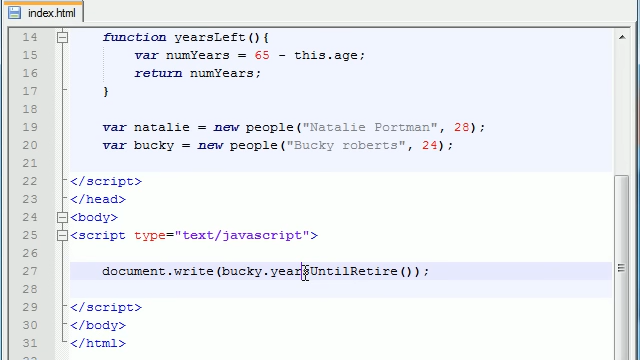 index.html
14 function yearsLeft(){
15 var numYears = 65 - this.age;
16 return numYears;
17 }
18
19 var natalie = new people("Natalie Portman", 28);
20 var bucky = new people("Bucky roberts", 24);
21
22 </script>
23 </head>
24 <body>
25 <script type="text/javascript">
26
27 document.write(bucky.yearsUntilRetire());
28
29 </script>
30 </body>
31 </html>